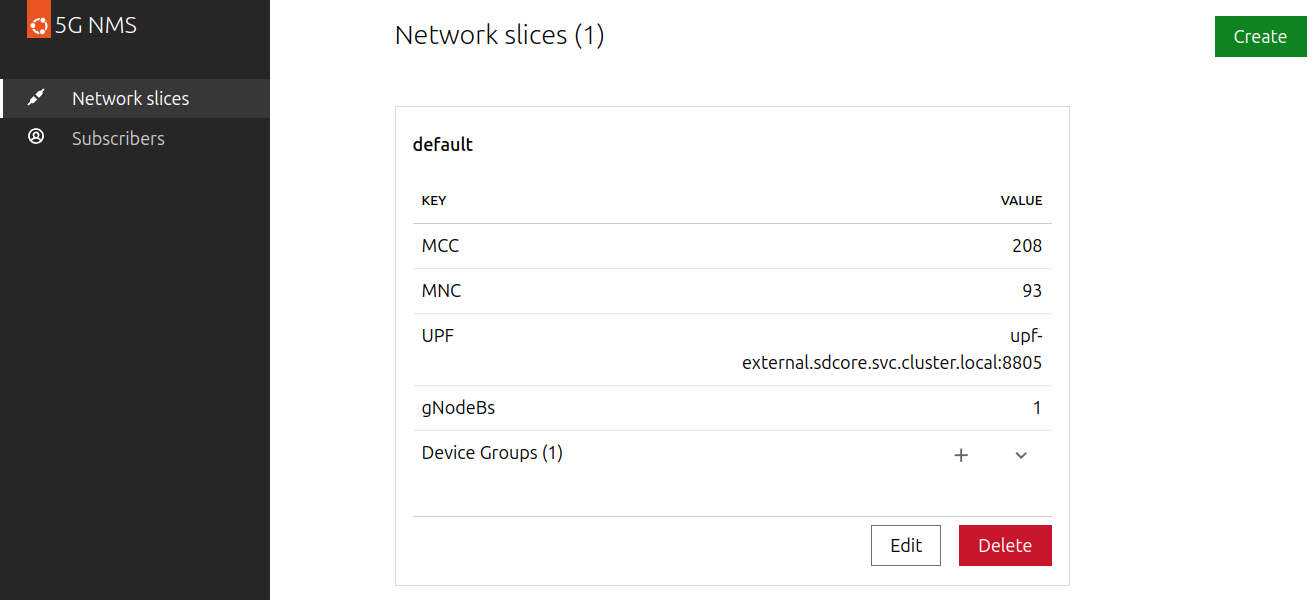 5G NMS
Network slices
Subscribers
Network slices (1)
Create
default
KEY VALUE
MCC 208
MNC 93
UPF upf-
external.sdcore.svc.cluster.local:8805
gNodeBs 1
Device Groups (1)
Edit Delete